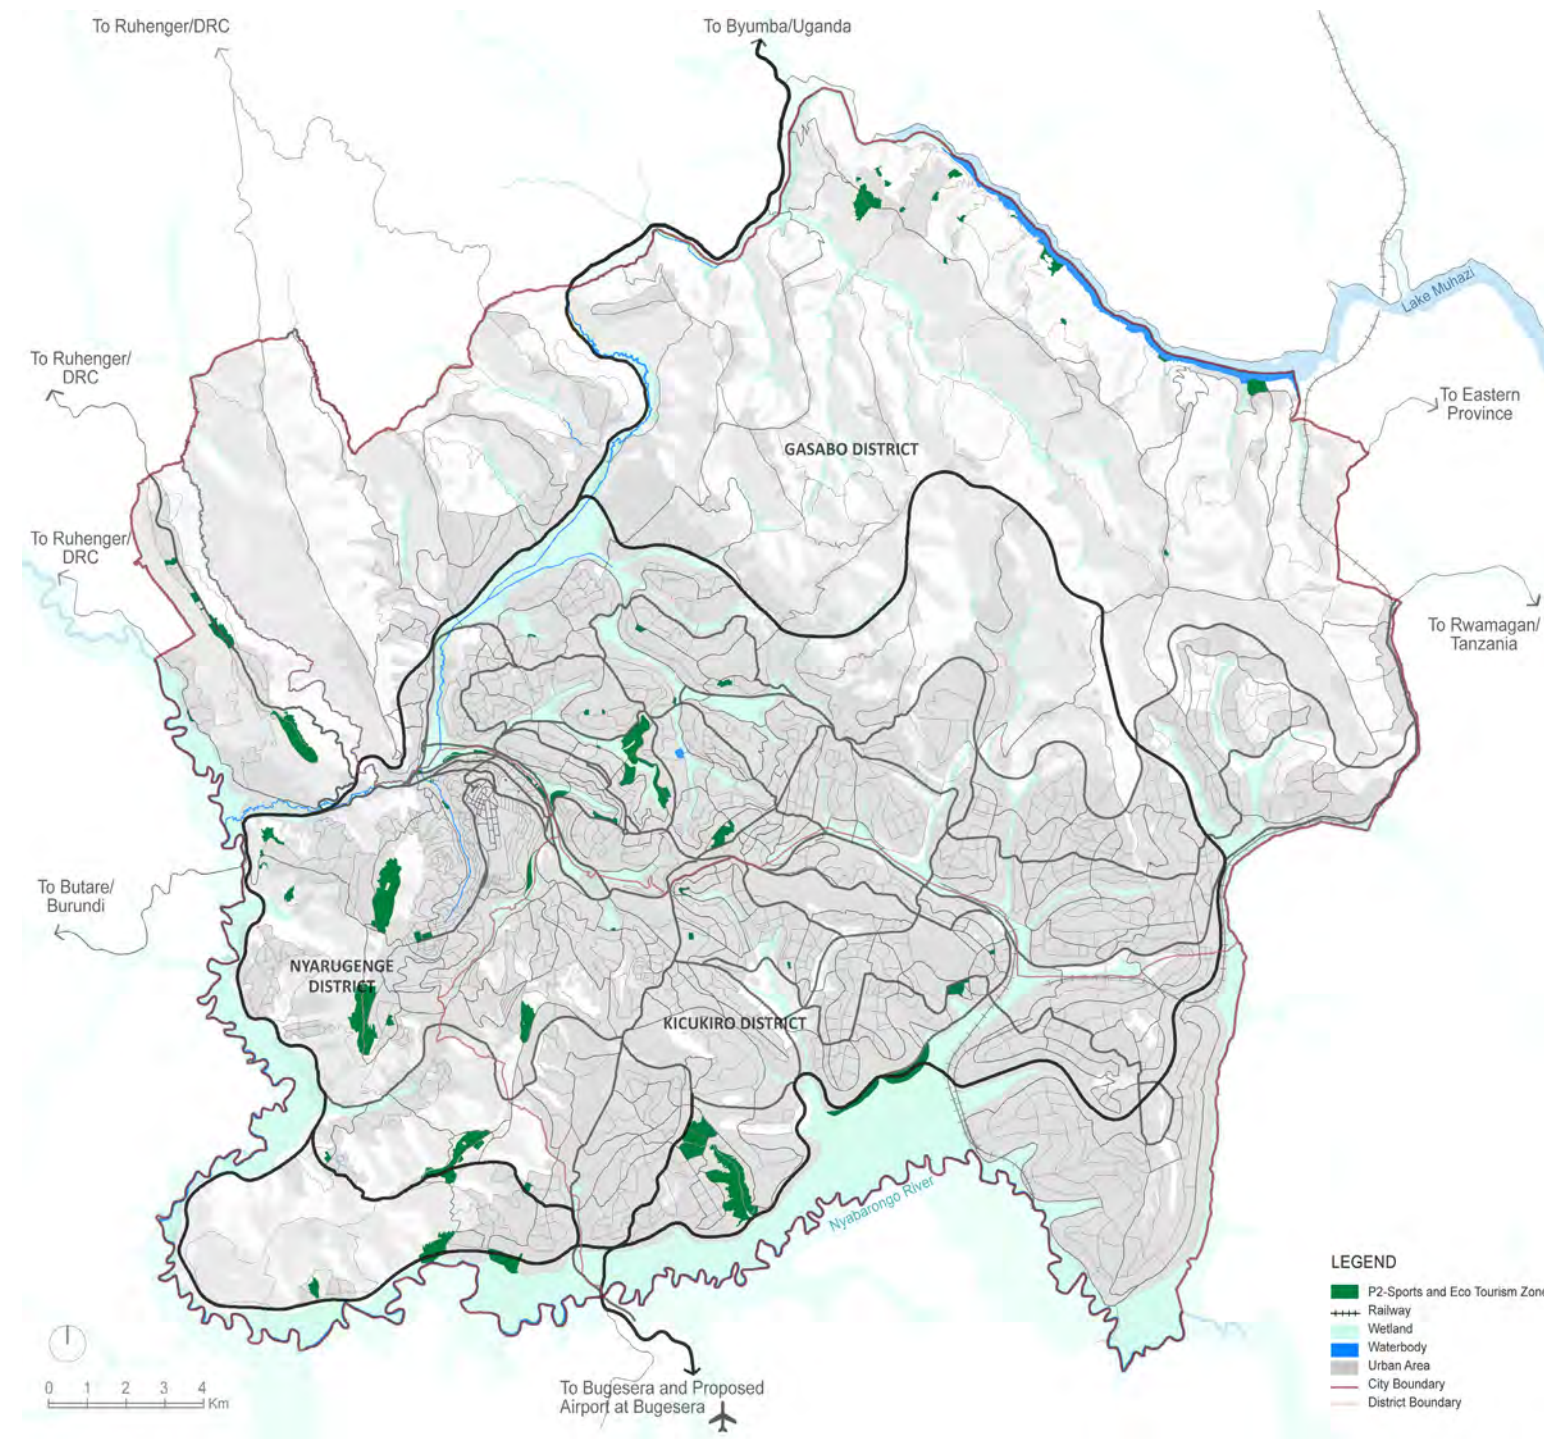 To Ruhenger/DRC
To Byumba/Uganda
Lake Muhazi
To Ruhenger/
DRC
To Eastern
Province
GASABO DISTRICT
To Ruhenger/
DRC
To Rwamagan/
Tanzania
To Butare/
Burundi
NYARUGENGE
DISTRICT
KICUKIRO DISTRICT
Nyabarongo River
LEGEND
P2-Sports and Eco Tourism Zone
Railway
Wetland
Waterbody
Urban Area
City Boundary
District Boundary
0 1 2 3 4
Km
To Bugesera and Proposed
Airport at Bugesera